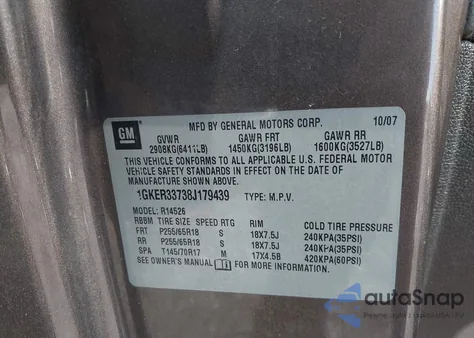 MFD BY GENERAL MOTORS CORP. 10/07
GM
GVWR GAWR FRT GAWR RR
2908KG(6411LB) 1450KG(3196LB) 1600KG(3527LB)
THIS VEHICLE CONFORMS TO ALL APPLICABLE U.S. FEDERAL MOTOR
VEHICLE SAFETY STANDARDS IN EFFECT ON THE DATE OF
MANUFACTURE SHOWN ABOVE.
1GKER33738J179439 TYPE: M.P.V.
MODEL: R14526
RBBM TIRE SIZE SPEED RTG RIM COLD TIRE PRESSURE
FRT P255/65R18 S 18X7.5J 240KPA(35PSI)
RR P255/65R18 S 18X7.5J 240KPA(35PSI)
SPA T145/70R17 M 17X4.5B 420KPA(60PSI)
SEE OWNER'S MANUAL FOR MORE INFORMATION.
autoSnap